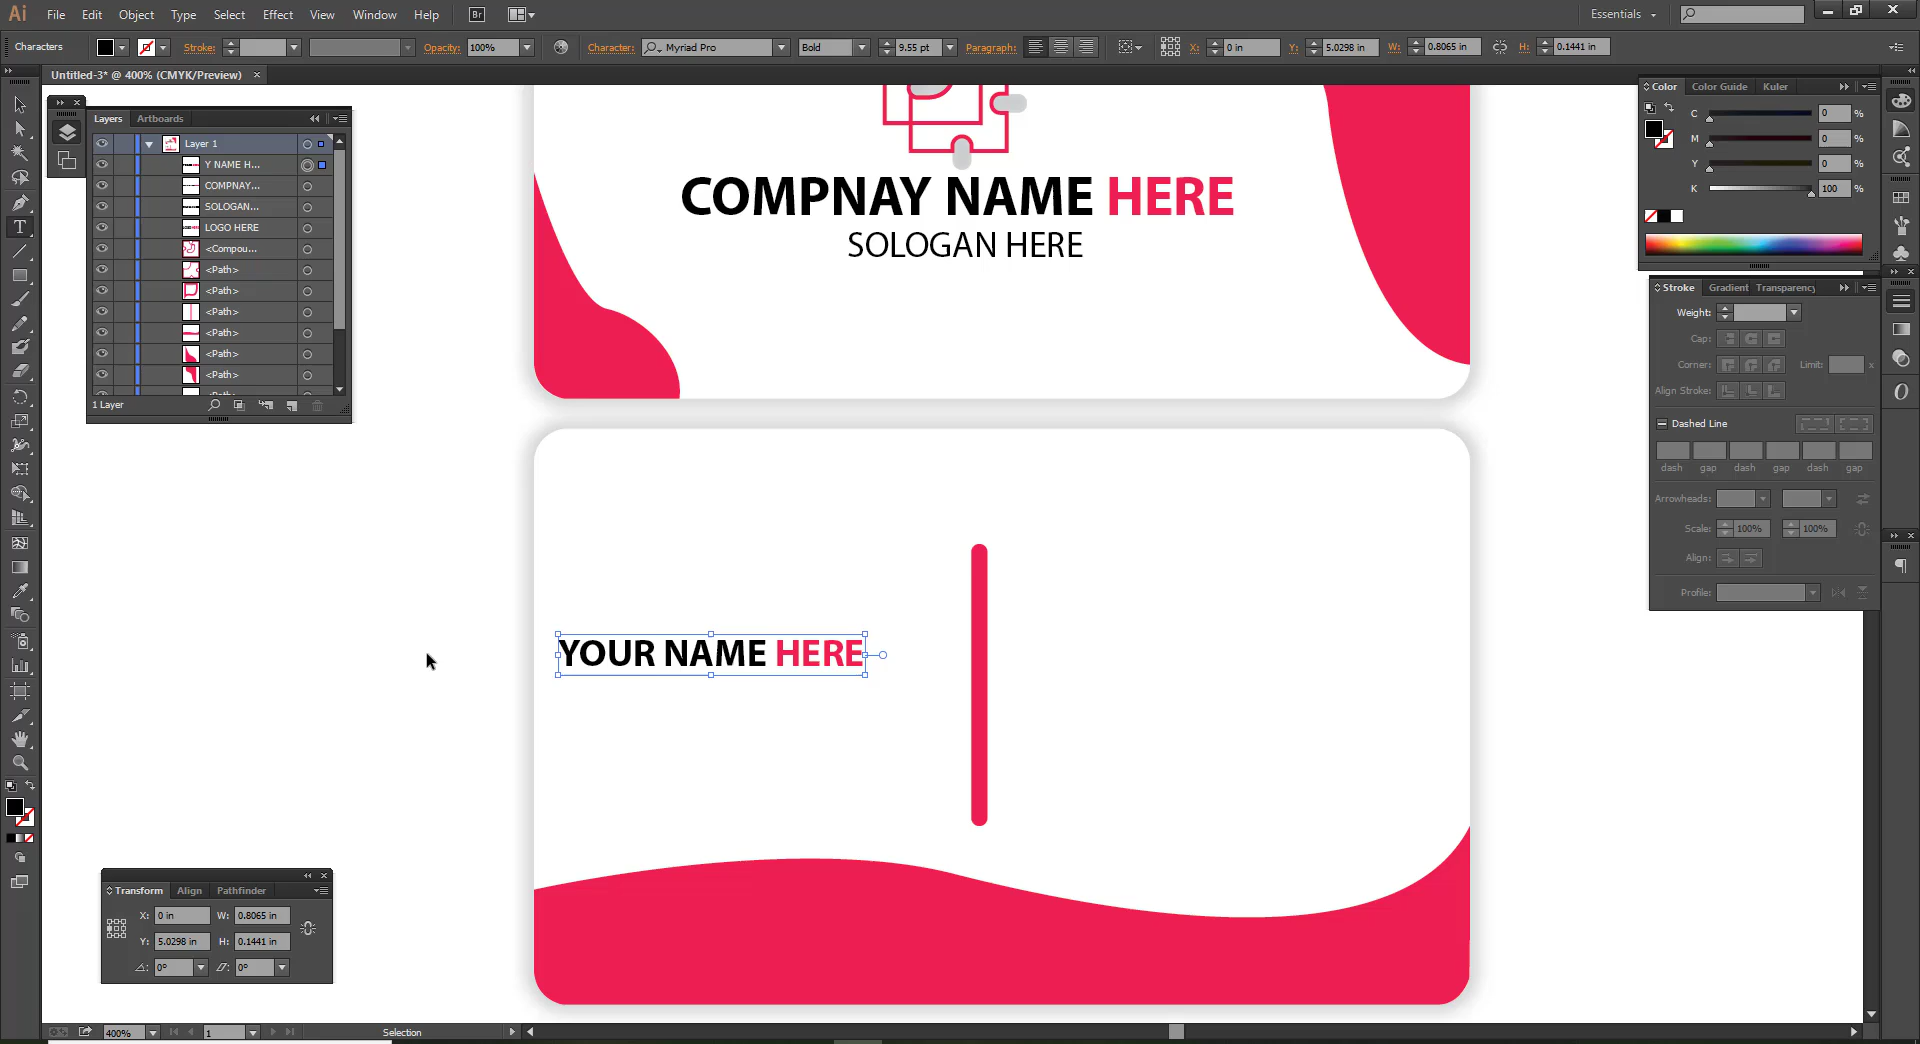 Ai File Edit Object Type Select Effect View Window Help Br Essentials
Characters Stroke: Opacity: 100% Character: Myriad Pro Bold 9.55 pt Paragraph: X: 0 in Y: 5.0298 in W: 0.8065 in H: 0.1441 in
Untitled-3* @ 400% (CMYK/Preview) ×
Layers Artboards
Layer 1
Y NAME H...
COMPNAY...
SOLOGAN...
LOGO HERE
<Compou...
<Path>
<Path>
<Path>
<Path>
<Path>
<Path>
1 Layer
COMPNAY NAME HERE
SOLOGAN HERE
YOUR NAME HERE
Color Color Guide Kuler
C 0 %
M 0 %
Y 0 %
K 100 %
Stroke Gradient Transparency
Weight:
Cap:
Corner: Limit: x
Align Stroke:
Dashed Line
dash gap dash gap dash gap
Arrowheads:
Scale: 100% 100%
Align:
Profile:
Transform Align Pathfinder
X: 0 in W: 0.8065 in
Y: 5.0298 in H: 0.1441 in
0° 0°
400% 1 Selection